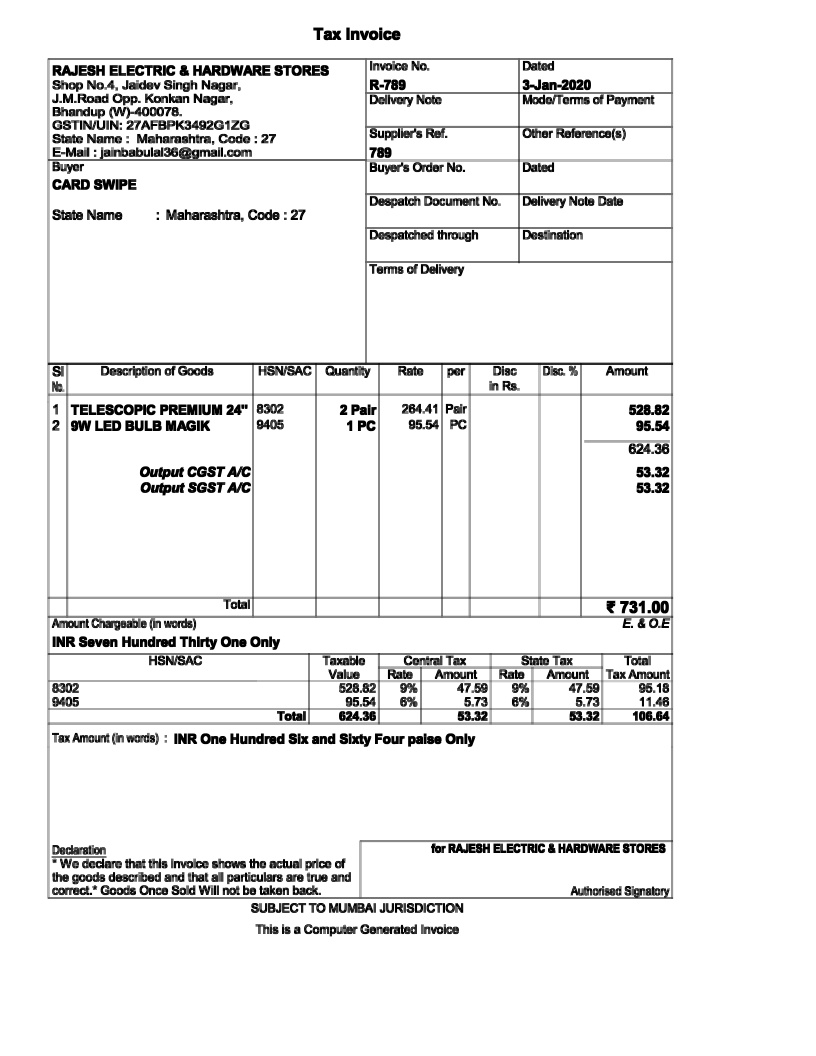 Tax Invoice
RAJESH ELECTRIC & HARDWARE STORES
Shop No.4, Jaidev Singh Nagar,
J.M.Road Opp. Konkan Nagar,
Bhandup (W)-400078.
GSTIN/UIN: 27AFBPK3492G1ZG
State Name : Maharashtra, Code : 27
E-Mail : jainbabulal36@gmail.com
Invoice No. Dated
R-789 3-Jan-2020
Delivery Note Mode/Terms of Payment
Supplier's Ref. Other Reference(s)
789
Buyer
CARD SWIPE
State Name : Maharashtra, Code : 27
Buyer's Order No. Dated
Despatch Document No. Delivery Note Date
Despatched through Destination
Terms of Delivery
Sl Description of Goods HSN/SAC Quantity Rate per Disc Disc. % Amount
No. in Rs.
1 TELESCOPIC PREMIUM 24" 8302 2 Pair 264.41 Pair 528.82
2 9W LED BULB MAGIK 9405 1 PC 95.54 PC 95.54
624.36
Output CGST A/C 53.32
Output SGST A/C 53.32
Total ₹ 731.00
Amount Chargeable (in words) E. & O.E
INR Seven Hundred Thirty One Only
HSN/SAC Taxable Central Tax State Tax Total
Value Rate Amount Rate Amount Tax Amount
8302 528.82 9% 47.59 9% 47.59 95.18
9405 95.54 6% 5.73 6% 5.73 11.46
Total 624.36 53.32 53.32 106.64
Tax Amount (in words) : INR One Hundred Six and Sixty Four paise Only
Declaration
* We declare that this invoice shows the actual price of
the goods described and that all particulars are true and
correct.* Goods Once Sold Will not be taken back.
for RAJESH ELECTRIC & HARDWARE STORES
Authorised Signatory
SUBJECT TO MUMBAI JURISDICTION
This is a Computer Generated Invoice